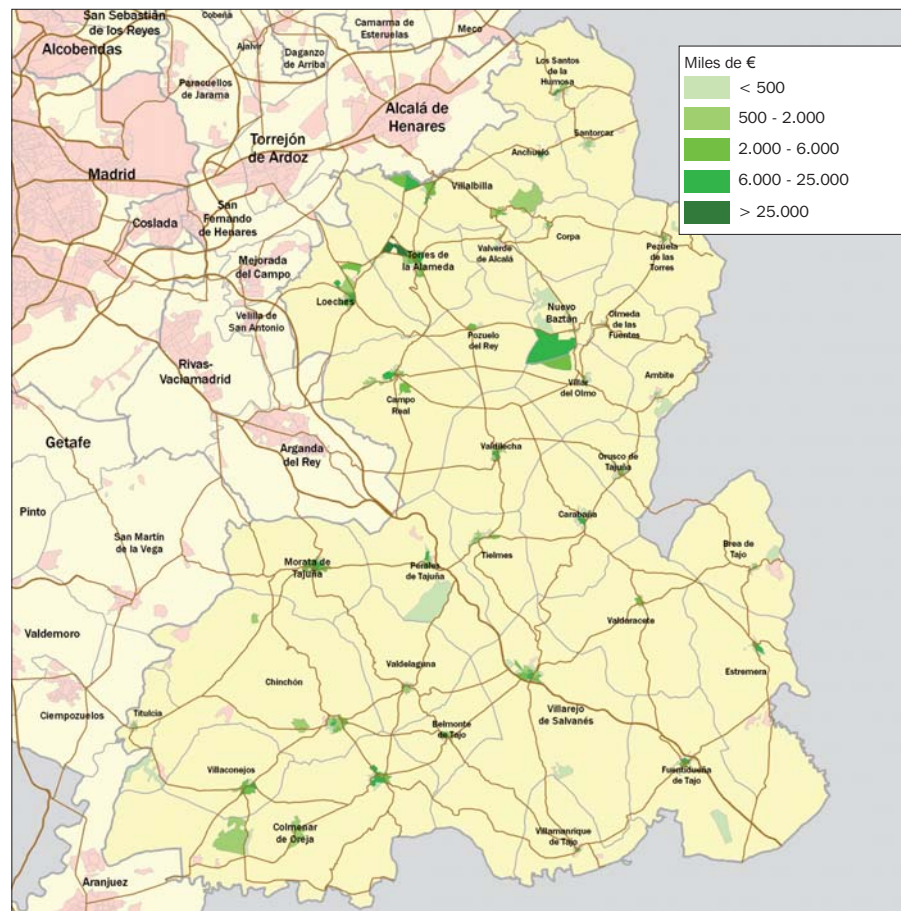 San Sebastián
de los Reyes
Cobeña
Camarma de
Esteruelas
Meco
Alcobendas
Ajalvir
Daganzo
de Arriba
Los Santos
de la
Humosa
Paracuellos
de Jarama
Alcalá de
Henares
Torrejón
de Ardoz
Santorcaz
Anchuelo
Madrid
Villalbilla
San
Fernando
de Henares
Coslada
Corpa
Valverde
de Alcalá
Pezuela
de las
Torres
Torres de
la Alameda
Mejorada
del Campo
Loeches
Velilla de
San Antonio
Nuevo
Baztán
Olmeda
de las
Fuentes
Pozuelo
del Rey
Rivas-
Vaciamadrid
Villar
del Olmo
Ambite
Campo
Real
Getafe
Arganda
del Rey
Valdilecha
Orusco de
Tajuña
Pinto
Carabaña
San Martín
de la Vega
Tielmes
Brea de
Tajo
Morata de
Tajuña
Perales
de Tajuña
Valdaracete
Valdemoro
Valdelaguna
Estremera
Chinchón
Ciempozuelos
Titulcia
Villarejo
de Salvanés
Belmonte
de Tajo
Villaconejos
Fuentidueña
de Tajo
Colmenar
de Oreja
Villamanrique
de Tajo
Aranjuez
Miles de €
< 500
500 - 2.000
2.000 - 6.000
6.000 - 25.000
> 25.000